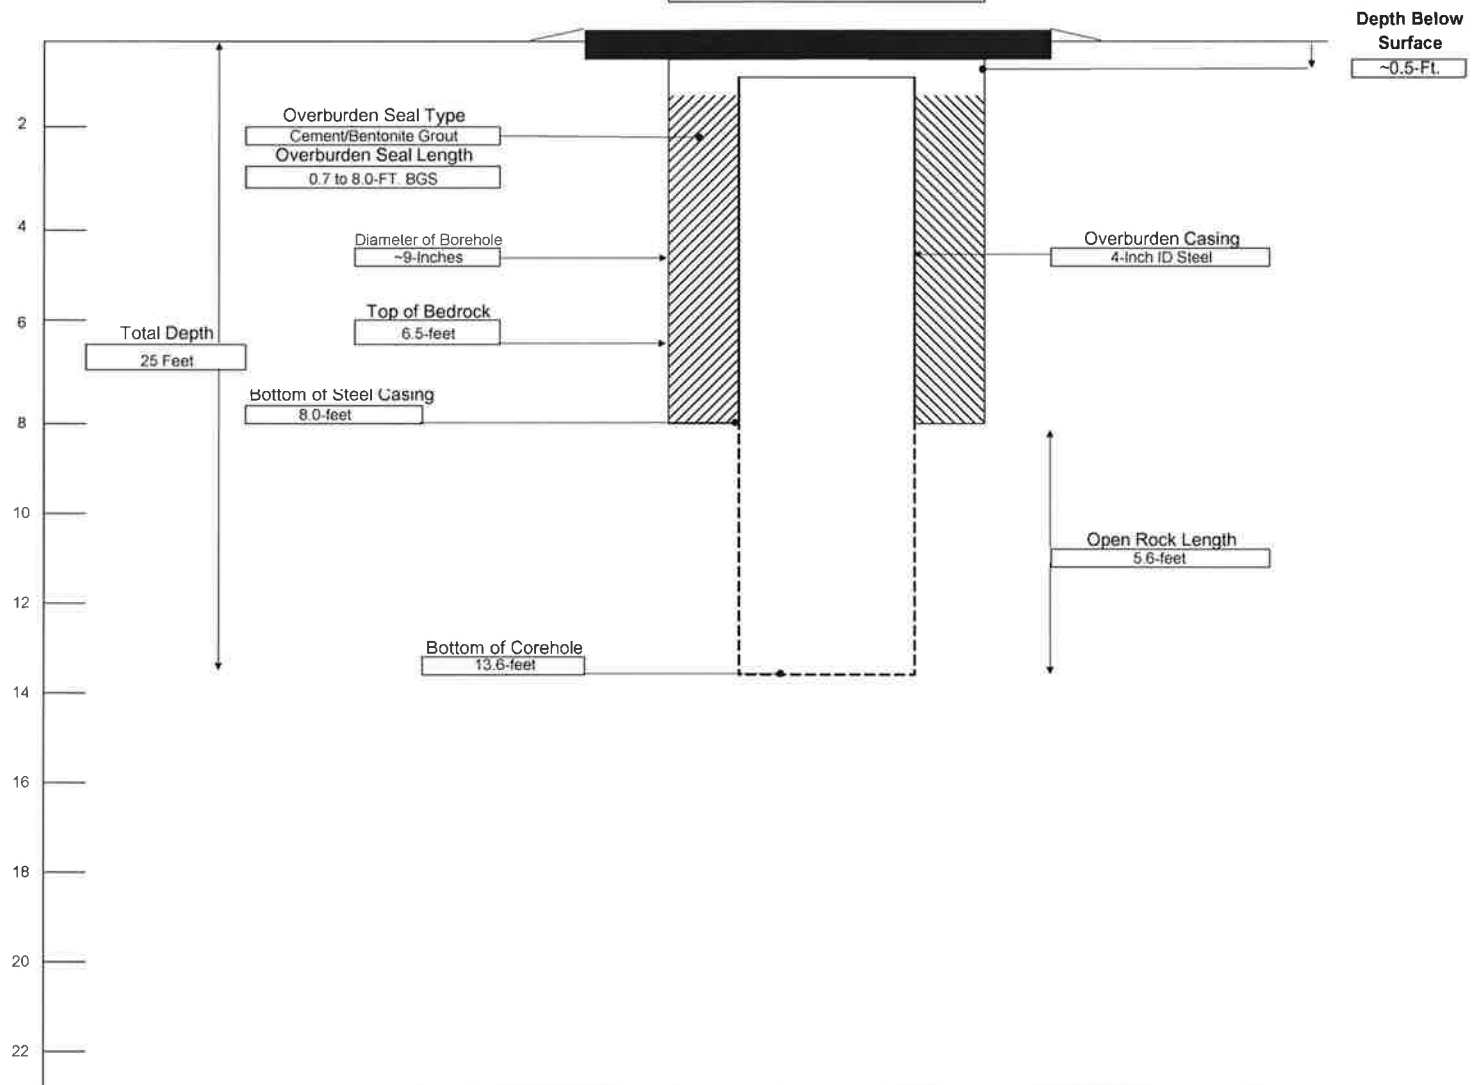 Depth Below
Surface
~0.5-Ft.
2
Overburden Seal Type
Cement/Bentonite Grout
Overburden Seal Length
0.7 to 8.0-FT. BGS
4
Diameter of Borehole
~9-Inches
Overburden Casing
4-Inch ID Steel
6
Top of Bedrock
6.5-feet
Total Depth
25 Feet
Bottom of Steel Casing
8.0-feet
8
10
Open Rock Length
5.6-feet
12
Bottom of Corehole
13.6-feet
14
16
18
20
22